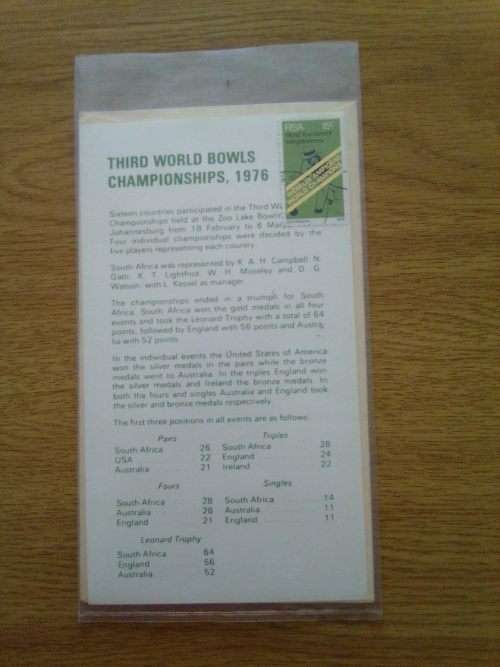 THIRD WORLD BOWLS
CHAMPIONSHIPS, 1976
RSA 15c
Sixteen countries participated in the Third
Championships held at the Zoo Lake
Johannesburg from 18 February to 6
Four individual championships were decided by the
five players representing each country.
South Africa was represented by K. A. H. Campbell N.
Gatti. K. T. Lightfoot. W. H. Moseley and D. G.
Watson. with L. Kessel as manager.
The championships ended in a triumph for South
Africa. South Africa won the gold medals in all four
events and took the Leonard Trophy with a total of 64
points, followed by England with 56 points and Austra
lia with 52 points.
In the individual events the United States of America
won the silver medals in the pairs while the bronze
medals went to Australia. In the triples England won
the silver medals and Ireland the bronze medals. In
both the fours and singles Australia and England took
the silver and bronze medals respectively.
The first three positions in all events are as follows:
Pairs Triples
South Africa 26 South Africa 28
USA 22 England 24
Australia 21 Ireland 22
Fours Singles
South Africa 28 South Africa 14
Australia 28 Australia 11
England 21 England 11
Leonard Trophy
South Africa 64
England 56
Australia 52